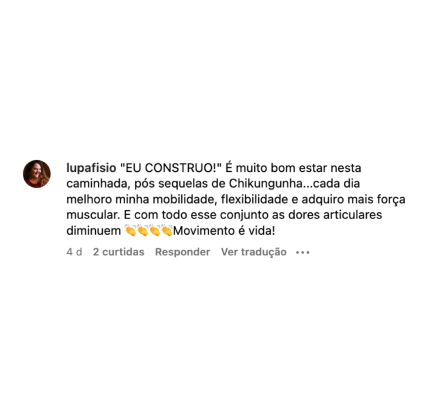 lupafisio "EU CONSTRUO!" É muito bom estar nesta
caminhada, pós sequelas de Chikungunha...cada dia
melhoro minha mobilidade, flexibilidade e adquiro mais força
muscular. E com todo esse conjunto as dores articulares
diminuem 👏👏👏👏Movimento é vida!
4 d 2 curtidas Responder Ver tradução •••